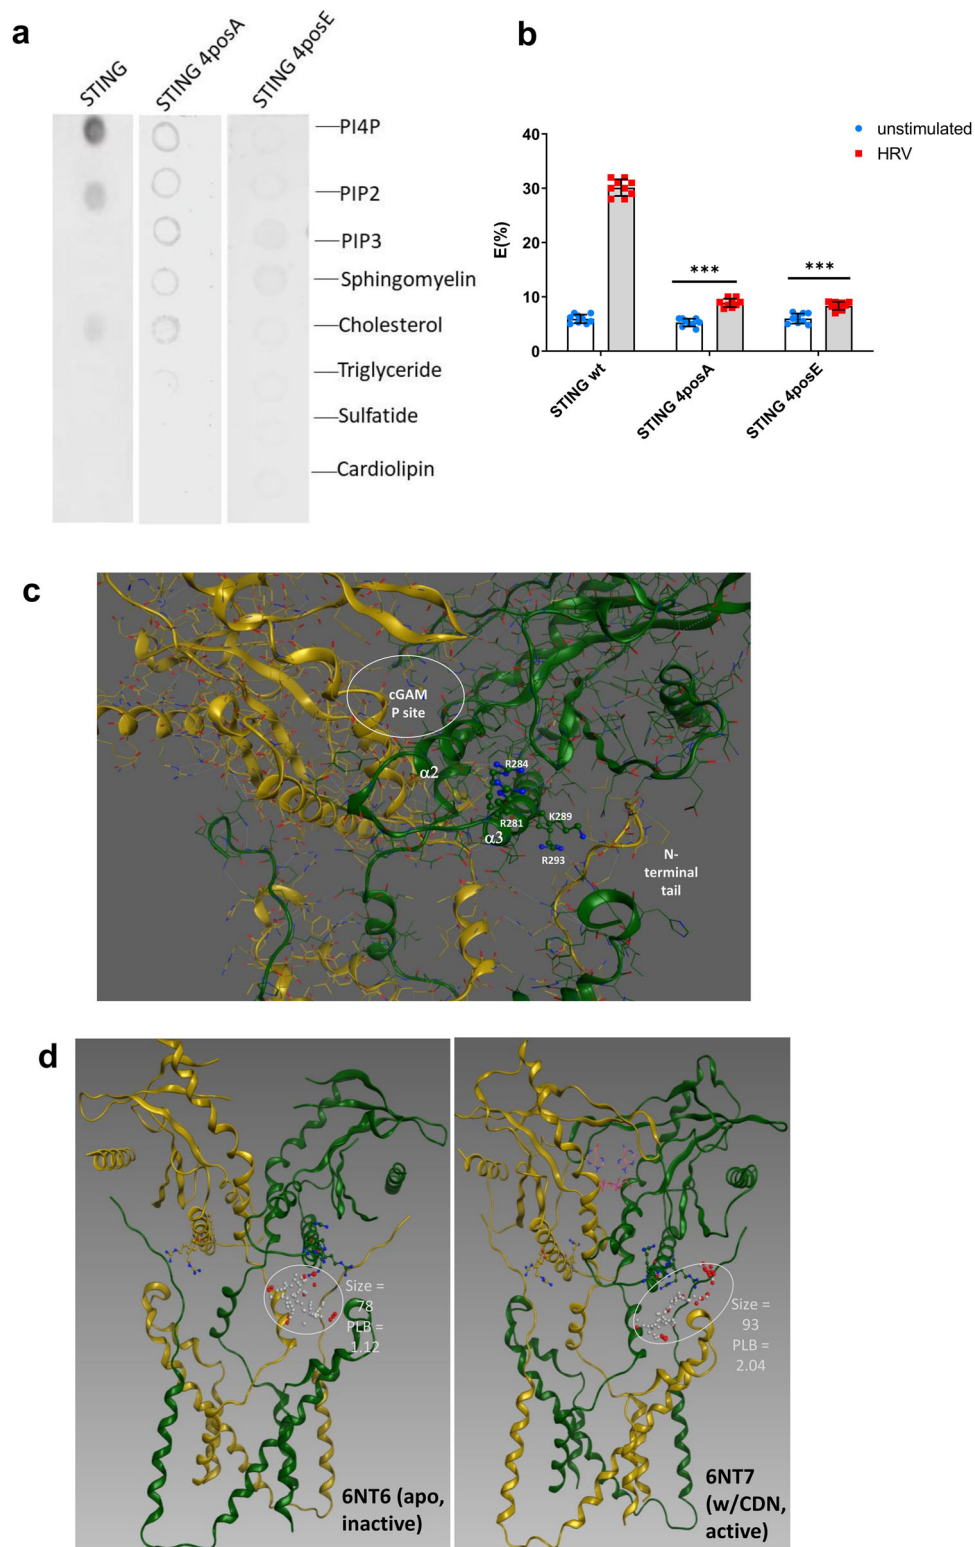 a
STING
STING 4posA
STING 4posE
PI4P
PIP2
PIP3
Sphingomyelin
Cholesterol
Triglyceride
Sulfatide
Cardiolipin
b
unstimulated
HRV
E(%)
40
30
20
10
0
***
***
STING wt
STING 4posA
STING 4posE
c
cGAM
P site
α2
R284
R281
K289
α3
R293
N-
terminal
tail
d
Size =
78
PLB =
1.12
6NT6 (apo,
inactive)
Size =
93
PLB =
2.04
6NT7
(w/CDN,
active)